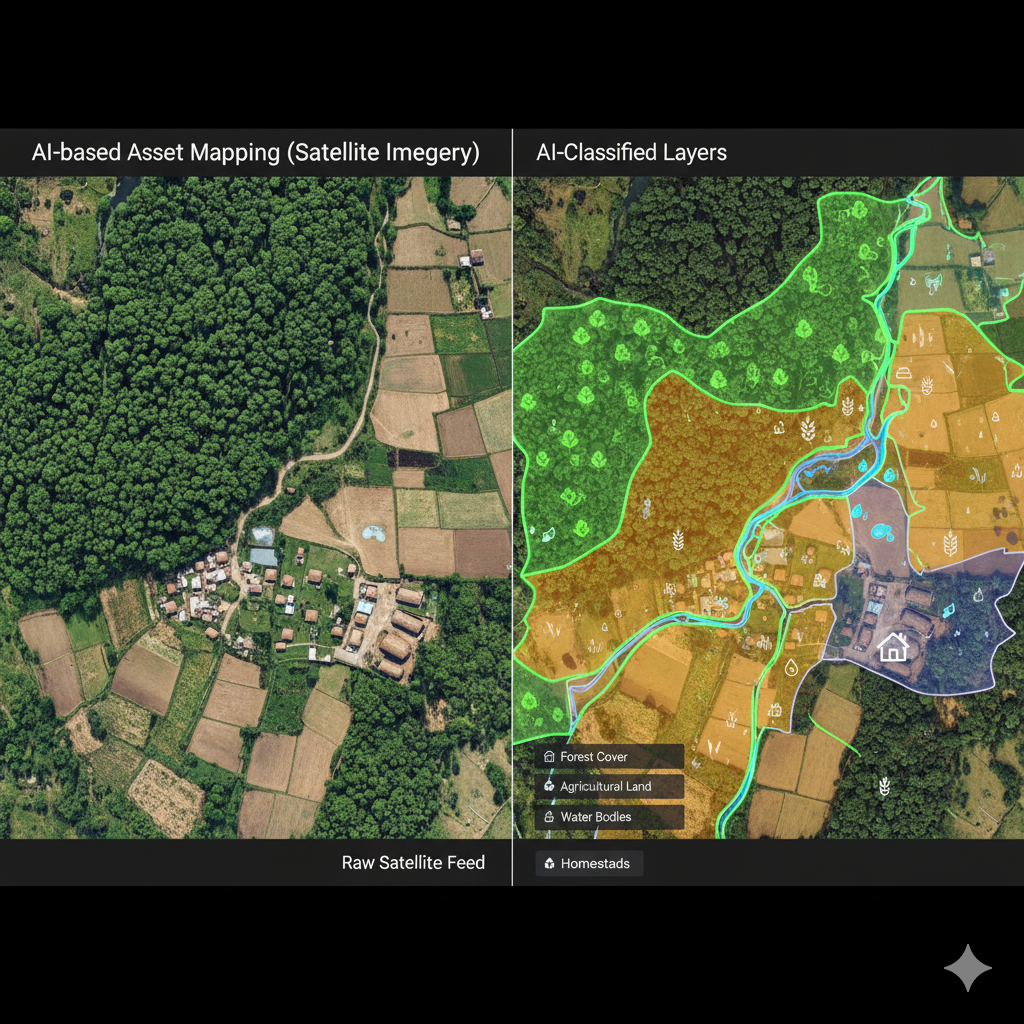 AI-based Asset Mapping (Satellite Imegery)
AI-Classified Layers
Forest Cover
Agricultural Land
Water Bodies
Raw Satellite Feed
Homestads